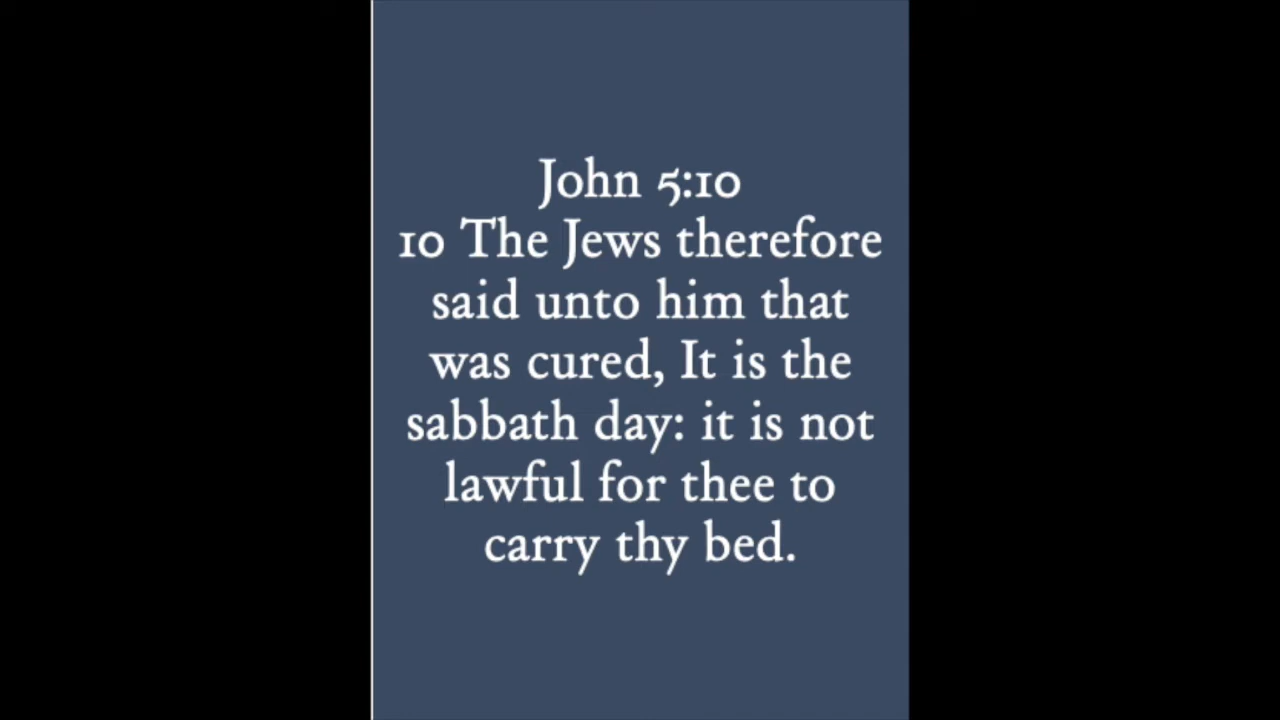 John 5:10
10 The Jews therefore
said unto him that
was cured, It is the
sabbath day: it is not
lawful for thee to
carry thy bed.